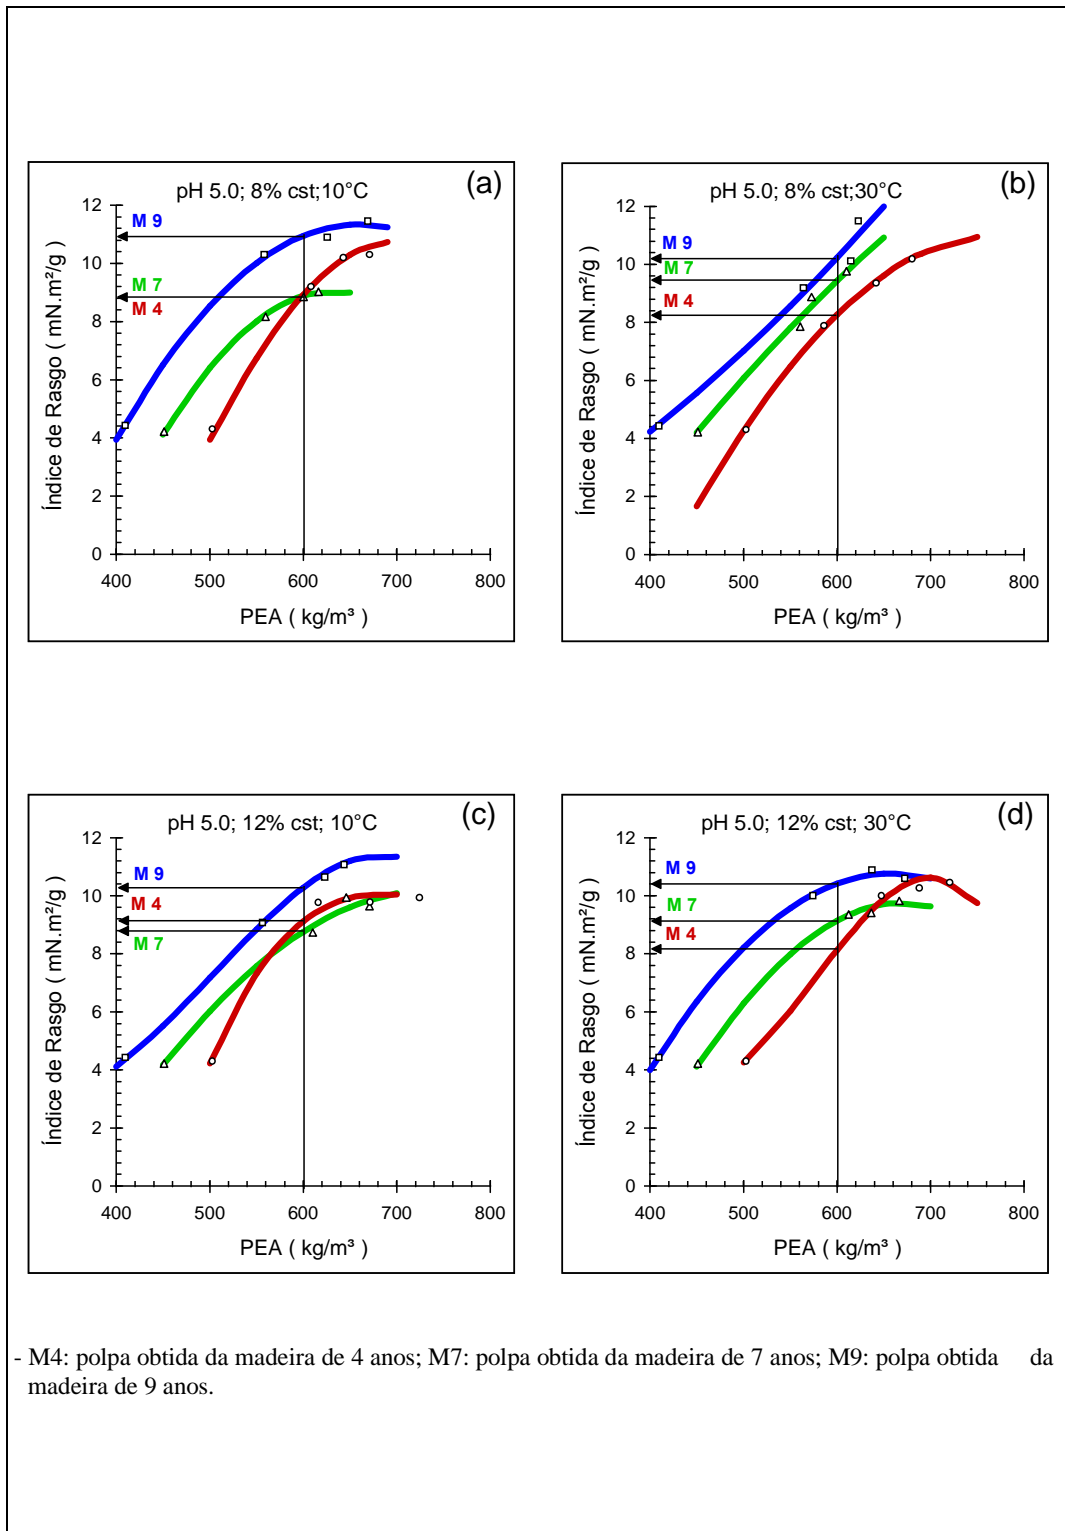 (a)
pH 5.0; 8% cst;10°C
12
10
8
6
4
2
0
M 9
M 7
M 4
Índice de Rasgo ( mN.m²/g )
400 500 600 700 800
PEA ( kg/m³ )
(b)
pH 5.0; 8% cst;30°C
12
10
8
6
4
2
0
M 9
M 7
M 4
Índice de Rasgo ( mN.m²/g )
400 500 600 700 800
PEA ( kg/m³ )
(c)
pH 5.0; 12% cst; 10°C
12
10
8
6
4
2
0
M 9
M 4
M 7
Índice de Rasgo ( mN.m²/g )
400 500 600 700 800
PEA ( kg/m³ )
(d)
pH 5.0; 12% cst; 30°C
12
10
8
6
4
2
0
M 9
M 7
M 4
Índice de Rasgo ( mN.m²/g )
400 500 600 700 800
PEA ( kg/m³ )
- M4: polpa obtida da madeira de 4 anos; M7: polpa obtida da madeira de 7 anos; M9: polpa obtida da
madeira de 9 anos.